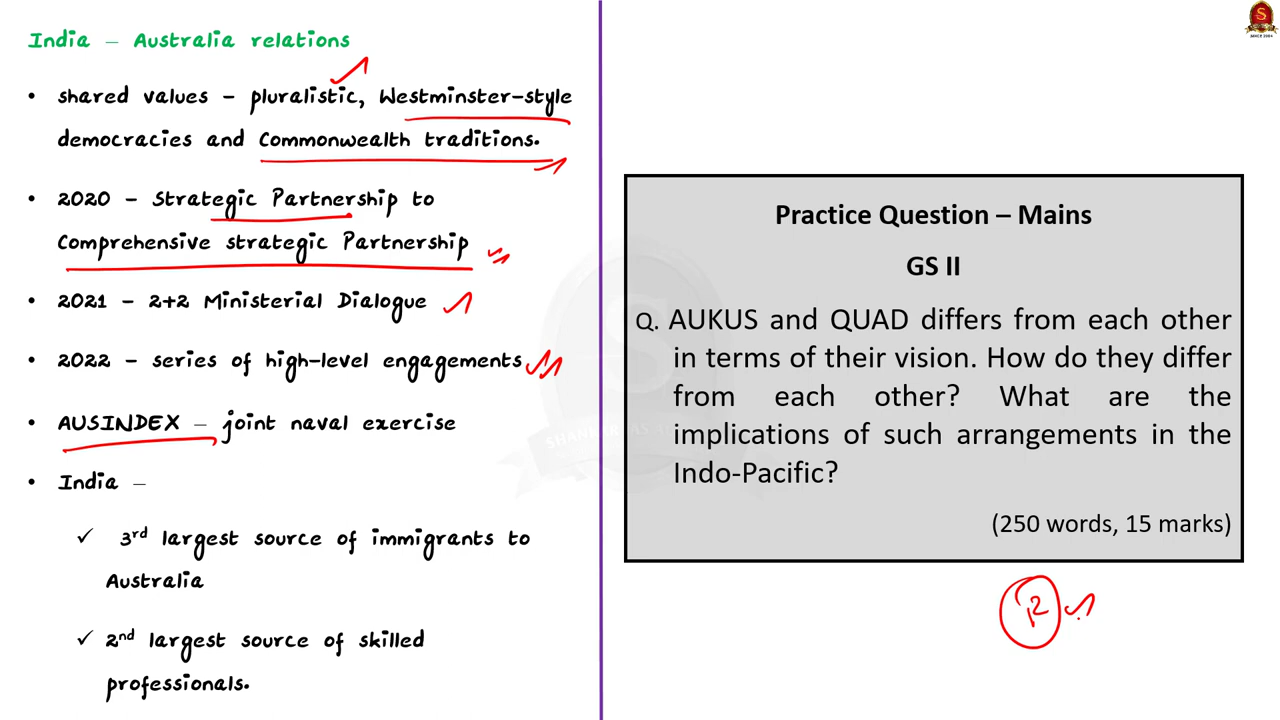 India – Australia relations
• shared values – pluralistic, Westminster-style
democracies and Commonwealth traditions.
• 2020 – Strategic Partnership to
Comprehensive strategic Partnership
• 2021 – 2+2 Ministerial Dialogue
• 2022 – series of high-level engagements
• AUSINDEX – joint naval exercise
• India –
✓ 3rd largest source of immigrants to
Australia
✓ 2nd largest source of skilled
professionals.
S
SINCE 2004
Practice Question – Mains
GS II
Q. AUKUS and QUAD differs from each other
in terms of their vision. How do they differ
from each other? What are the
implications of such arrangements in the
Indo-Pacific?
(250 words, 15 marks)